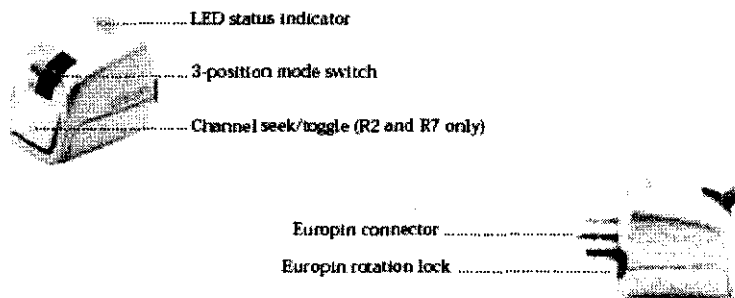 LED status indicator
3-position mode switch
Channel seek/toggle (R2 and R7 only)
Europin connector
Europin rotation lock